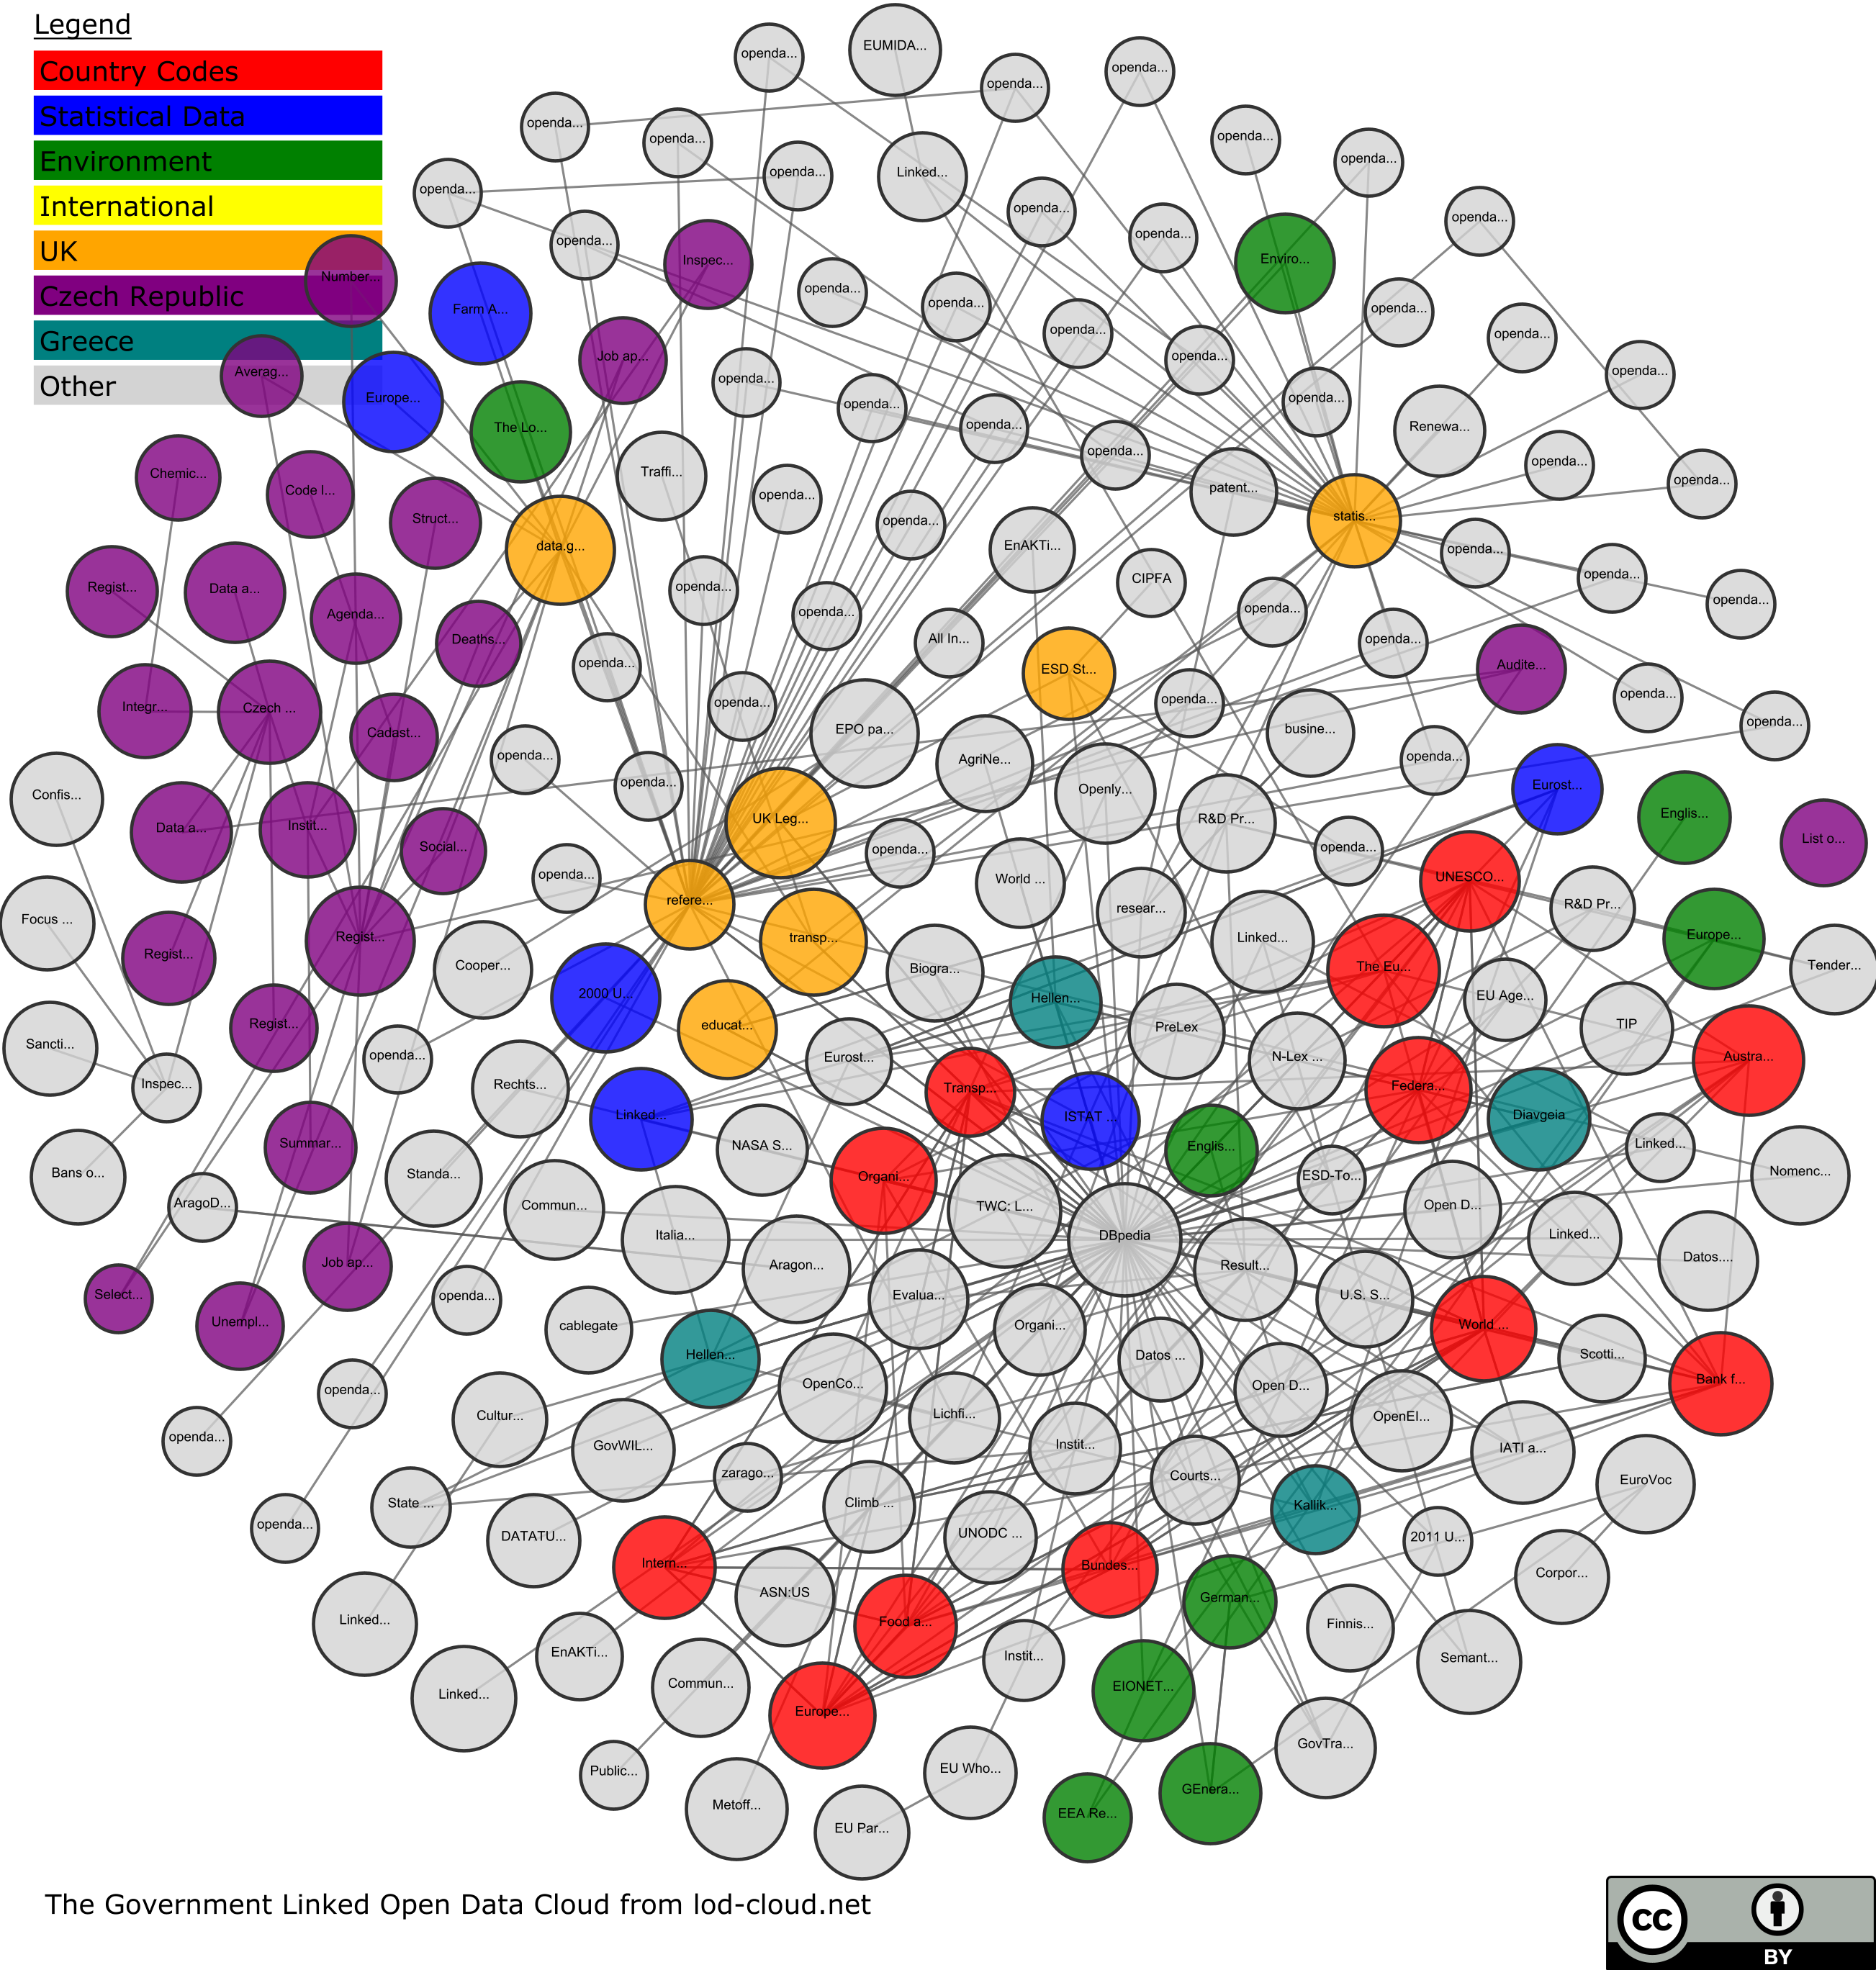 Legend
Country Codes
Statistical Data
Environment
International
UK
Czech Republic
Greece
Other
EUMIDA...
openda...
openda...
openda...
openda...
openda...
openda...
openda...
openda...
Linked...
openda...
openda...
openda...
openda...
openda...
Inspec...
Enviro...
Number...
openda...
openda...
openda...
Farm A...
openda...
openda...
Job ap...
openda...
openda...
Averag...
openda...
Europe...
openda...
openda...
The Lo...
openda...
Renewa...
openda...
openda...
Chemic...
Traffi...
Code l...
openda...
patent...
openda...
Struct...
openda...
statis...
data.g...
EnAKTi...
openda...
openda...
CIPFA
Regist...
Data a...
openda...
openda...
openda...
openda...
Agenda...
Deaths...
All In...
openda...
openda...
ESD St...
Audite...
openda...
Integr...
Czech ...
openda...
openda...
Cadast...
EPO pa...
busine...
openda...
openda...
AgriNe...
openda...
openda...
Confis...
Openly...
Eurost...
Data a...
Instit...
UK Leg...
R&D Pr...
Englis...
List o...
Social...
openda...
openda...
openda...
World ...
UNESCO...
refere...
R&D Pr...
Focus ...
resear...
Regist...
Regist...
transp...
Linked...
Europe...
Cooper...
Biogra...
The Eu...
Tender...
2000 U...
Hellen...
EU Age...
Regist...
educat...
PreLex
TIP
Sancti...
openda...
Eurost...
N-Lex ...
Austra...
Inspec...
Rechts...
Transp...
Federa...
Linked...
ISTAT ...
Diavgeia
Summar...
NASA S...
Englis...
Linked...
Bans o...
Standa...
Organi...
ESD-To...
Nomenc...
AragoD...
Commun...
TWC: L...
Open D...
Italia...
DBpedia
Linked...
Job ap...
Aragon...
Result...
Datos....
Select...
openda...
Evalua...
U.S. S...
Unempl...
cablegate
Organi...
World ...
Hellen...
Datos ...
Scotti...
openda...
OpenCo...
Open D...
Bank f...
Cultur...
Lichfi...
OpenEI...
openda...
GovWIL...
Instit...
IATI a...
zarago...
Courts...
EuroVoc
State ...
Climb ...
Kallik...
openda...
DATATU...
UNODC ...
2011 U...
Intern...
Bundes...
Corpor...
ASN:US
German...
Linked...
Food a...
Finnis...
EnAKTi...
Instit...
Semant...
Commun...
EIONET...
Linked...
Europe...
GovTra...
Public...
EU Who...
GEnera...
Metoff...
EEA Re...
EU Par...
The Government Linked Open Data Cloud from lod-cloud.net
CC
BY